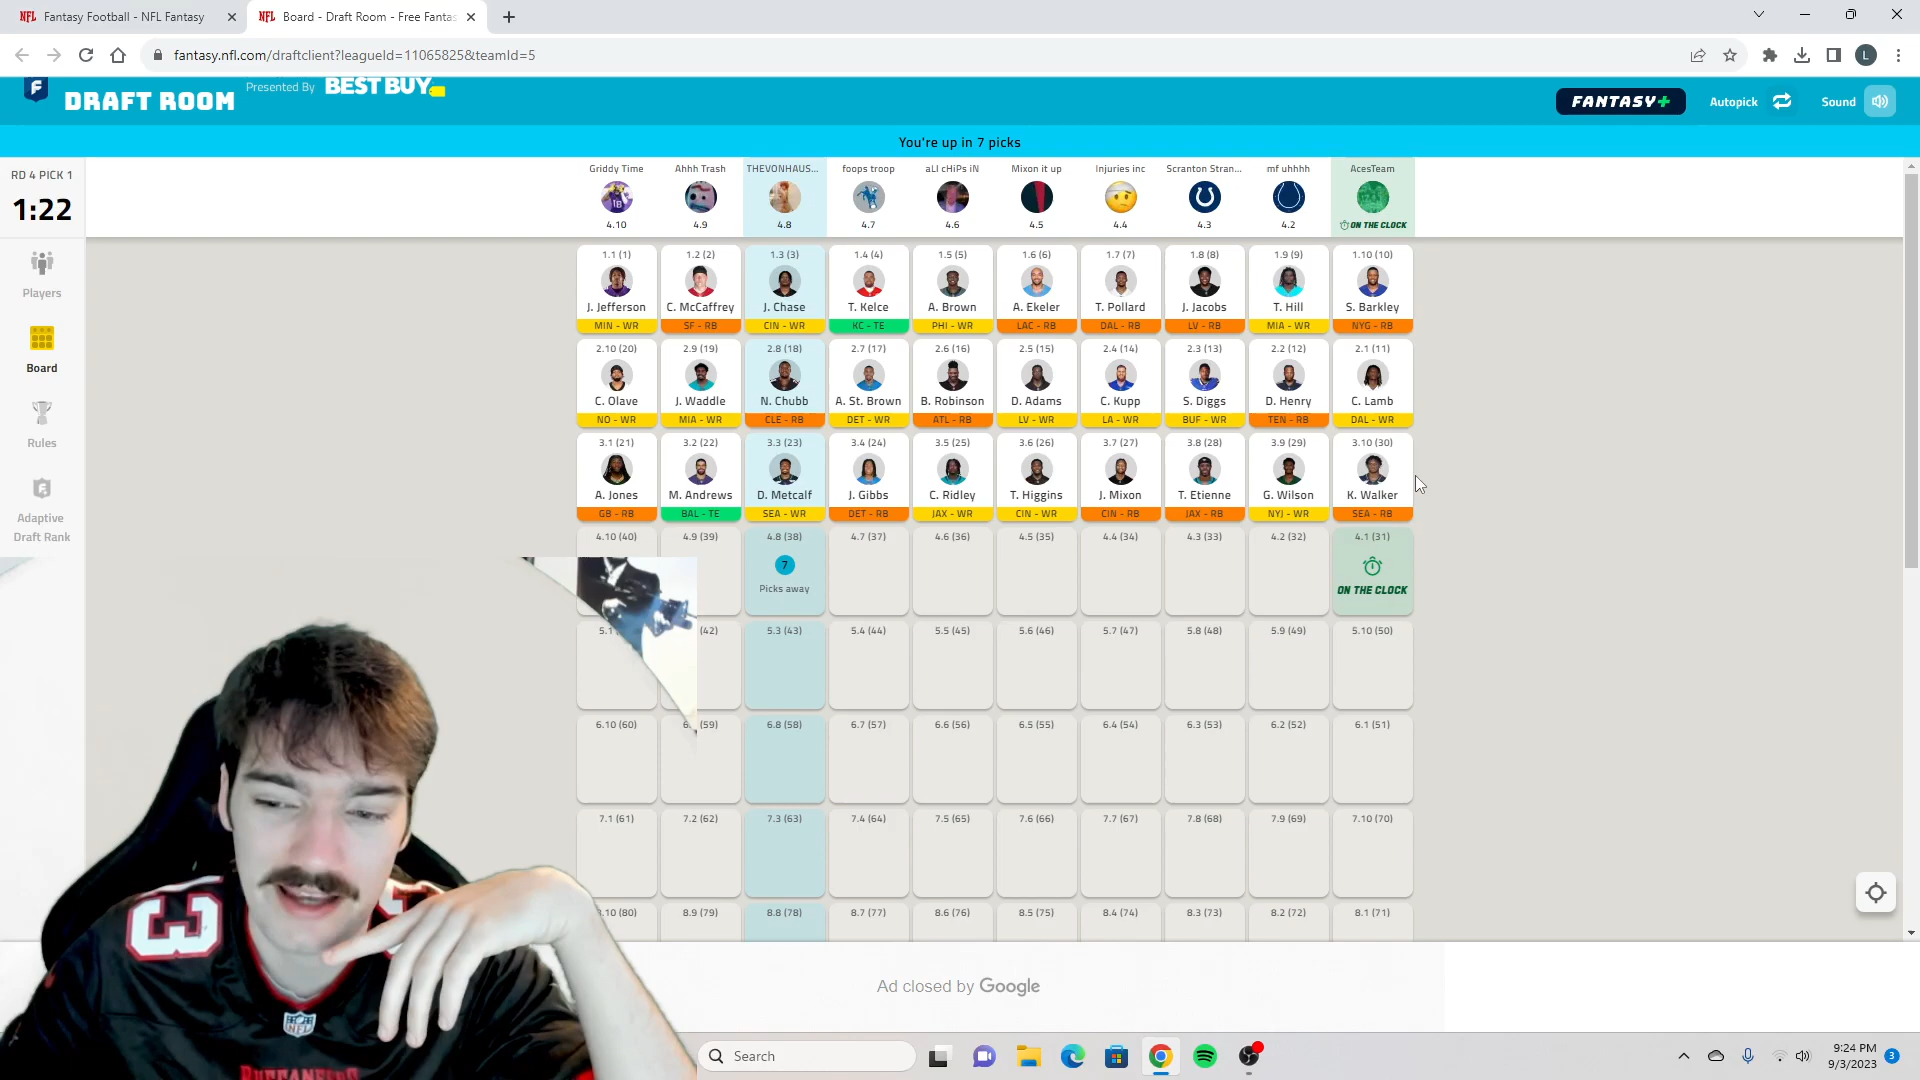 NFL Fantasy Football - NFL Fantasy
NFL Board - Draft Room - Free Fantas
fantasy.nfl.com/draftclient?leagueId=11065825&teamId=5
L
F
DRAFT ROOM
Presented By
BEST BUY
FANTASY+
Autopick
Sound
You're up in 7 picks
RD 4 PICK 1
1:22
Players
Board
Rules
Adaptive
Draft Rank
Griddy Time Ahhh Trash THEVONHAUS... foops troop aLl cHiPs iN Mixon it up Injuries inc Scranton Stran... mf uhhhh AcesTeam
4.10 4.9 4.8 4.7 4.6 4.5 4.4 4.3 4.2 ON THE CLOCK
1.1 (1) 1.2 (2) 1.3 (3) 1.4 (4) 1.5 (5) 1.6 (6) 1.7 (7) 1.8 (8) 1.9 (9) 1.10 (10)
J. Jefferson C. McCaffrey J. Chase T. Kelce A. Brown A. Ekeler T. Pollard J. Jacobs T. Hill S. Barkley
MIN - WR SF - RB CIN - WR KC - TE PHI - WR LAC - RB DAL - RB LV - RB MIA - WR NYG - RB
2.10 (20) 2.9 (19) 2.8 (18) 2.7 (17) 2.6 (16) 2.5 (15) 2.4 (14) 2.3 (13) 2.2 (12) 2.1 (11)
C. Olave J. Waddle N. Chubb A. St. Brown B. Robinson D. Adams C. Kupp S. Diggs D. Henry C. Lamb
NO - WR MIA - WR CLE - RB DET - WR ATL - RB LV - WR LA - WR BUF - WR TEN - RB DAL - WR
3.1 (21) 3.2 (22) 3.3 (23) 3.4 (24) 3.5 (25) 3.6 (26) 3.7 (27) 3.8 (28) 3.9 (29) 3.10 (30)
A. Jones M. Andrews D. Metcalf J. Gibbs C. Ridley T. Higgins J. Mixon T. Etienne G. Wilson K. Walker
GB - RB BAL - TE SEA - WR DET - RB JAX - WR CIN - WR CIN - RB JAX - RB NYJ - WR SEA - RB
4.10 (40) 4.9 (39) 4.8 (38) 4.7 (37) 4.6 (36) 4.5 (35) 4.4 (34) 4.3 (33) 4.2 (32) 4.1 (31)
7
Picks away
ON THE CLOCK
5.1 (42) 5.3 (43) 5.4 (44) 5.5 (45) 5.6 (46) 5.7 (47) 5.8 (48) 5.9 (49) 5.10 (50)
6.10 (60) 6. (59) 6.8 (58) 6.7 (57) 6.6 (56) 6.5 (55) 6.4 (54) 6.3 (53) 6.2 (52) 6.1 (51)
7.1 (61) 7.2 (62) 7.3 (63) 7.4 (64) 7.5 (65) 7.6 (66) 7.7 (67) 7.8 (68) 7.9 (69) 7.10 (70)
.10 (80) 8.9 (79) 8.8 (78) 8.7 (77) 8.6 (76) 8.5 (75) 8.4 (74) 8.3 (73) 8.2 (72) 8.1 (71)
3
NFL
BUCCANEERS
Ad closed by Google
Search
9:24 PM
9/3/2023
3